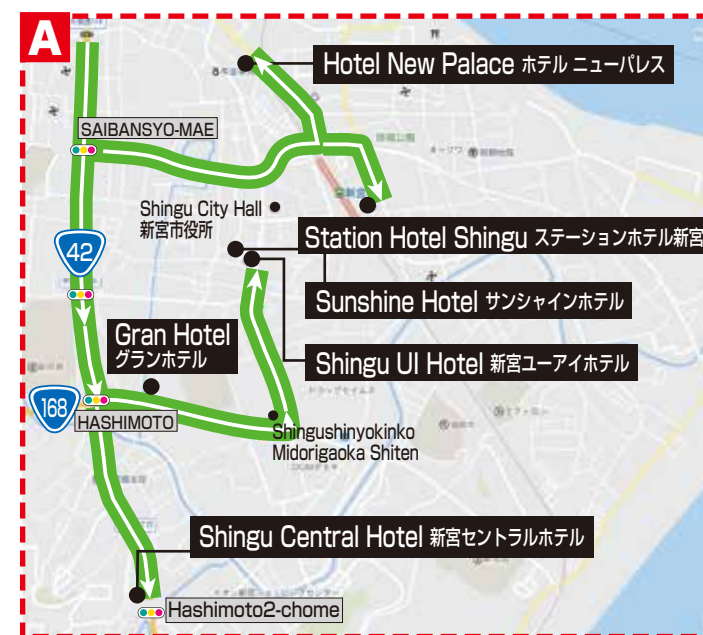 A
Hotel New Palace ホテル ニューパレス
SAIBANSYO-MAE
Shingu City Hall
新宮市役所
新宮
Station Hotel Shingu ステーションホテル新宮
42
Sunshine Hotel サンシャインホテル
Gran Hotel
グランホテル
Shingu UI Hotel 新宮ユーアイホテル
168
HASHIMOTO
Shingushinyokinko
Midorigaoka Shiten
Shingu Central Hotel 新宮セントラルホテル
Hashimoto2-chome